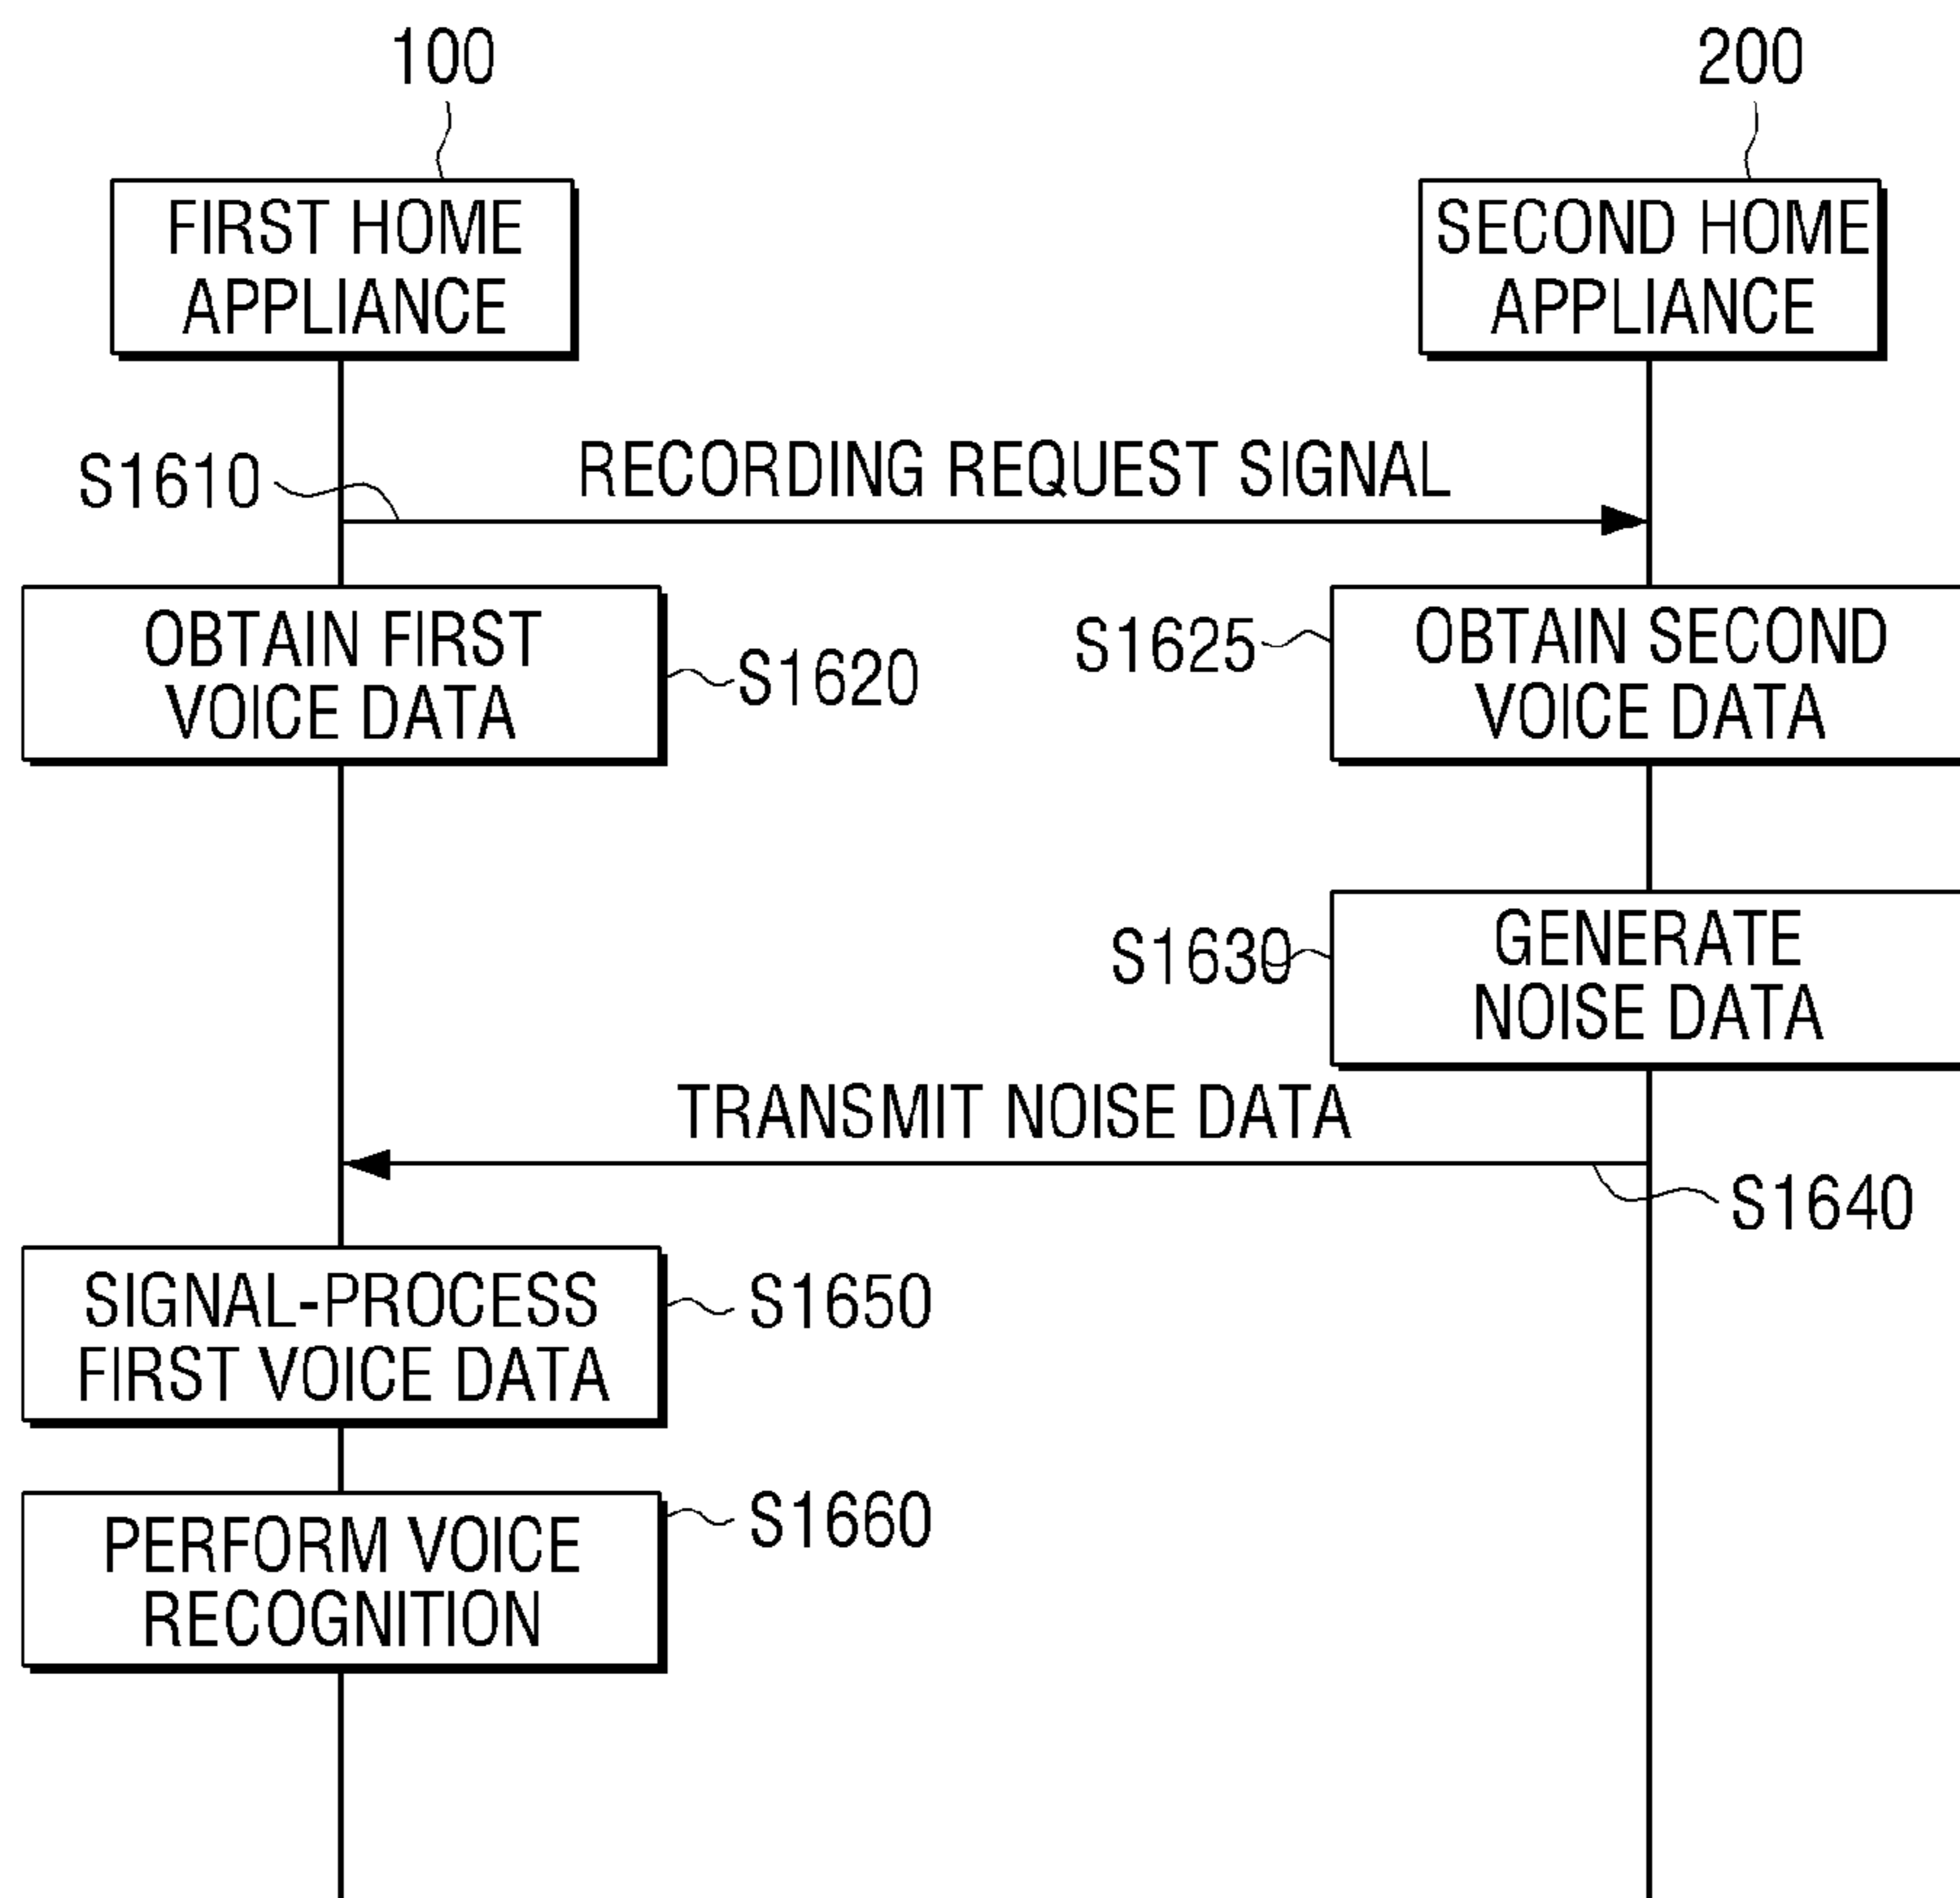 100
200
FIRST HOME
APPLIANCE
SECOND HOME
APPLIANCE
S1610
RECORDING REQUEST SIGNAL
OBTAIN FIRST
VOICE DATA
S1620
S1625
OBTAIN SECOND
VOICE DATA
S1630
GENERATE
NOISE DATA
TRANSMIT NOISE DATA
S1640
SIGNAL-PROCESS
FIRST VOICE DATA
S1650
PERFORM VOICE
RECOGNITION
S1660